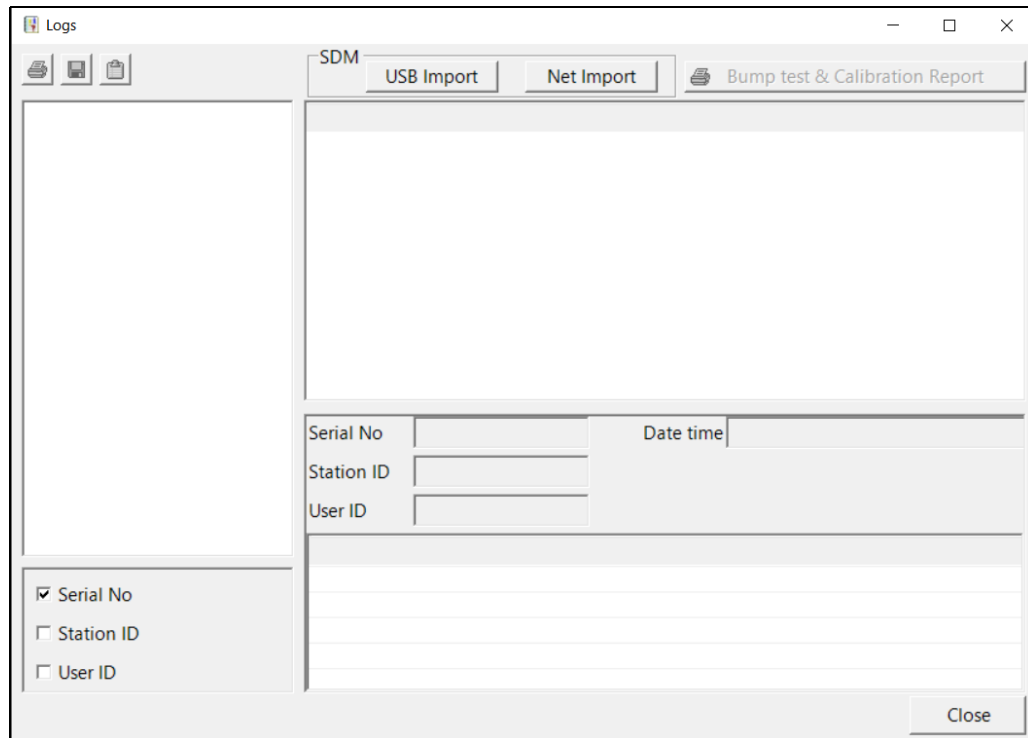 Logs
SDM
USB Import
Net Import
Bump test & Calibration Report
Serial No
Date time
Station ID
User ID
Serial No
Station ID
User ID
Close